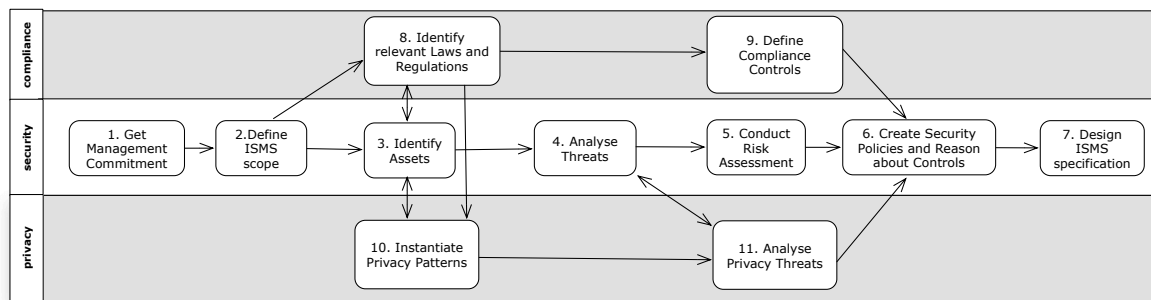 compliance
8. Identify
relevant Laws and
Regulations
9. Define
Compliance
Controls
security
1. Get
Management
Commitment
2.Define
ISMS
scope
3. Identify
Assets
4. Analyse
Threats
5. Conduct
Risk
Assessment
6. Create Security
Policies and Reason
about Controls
7. Design
ISMS
specification
privacy
10. Instantiate
Privacy Patterns
11. Analyse
Privacy Threats